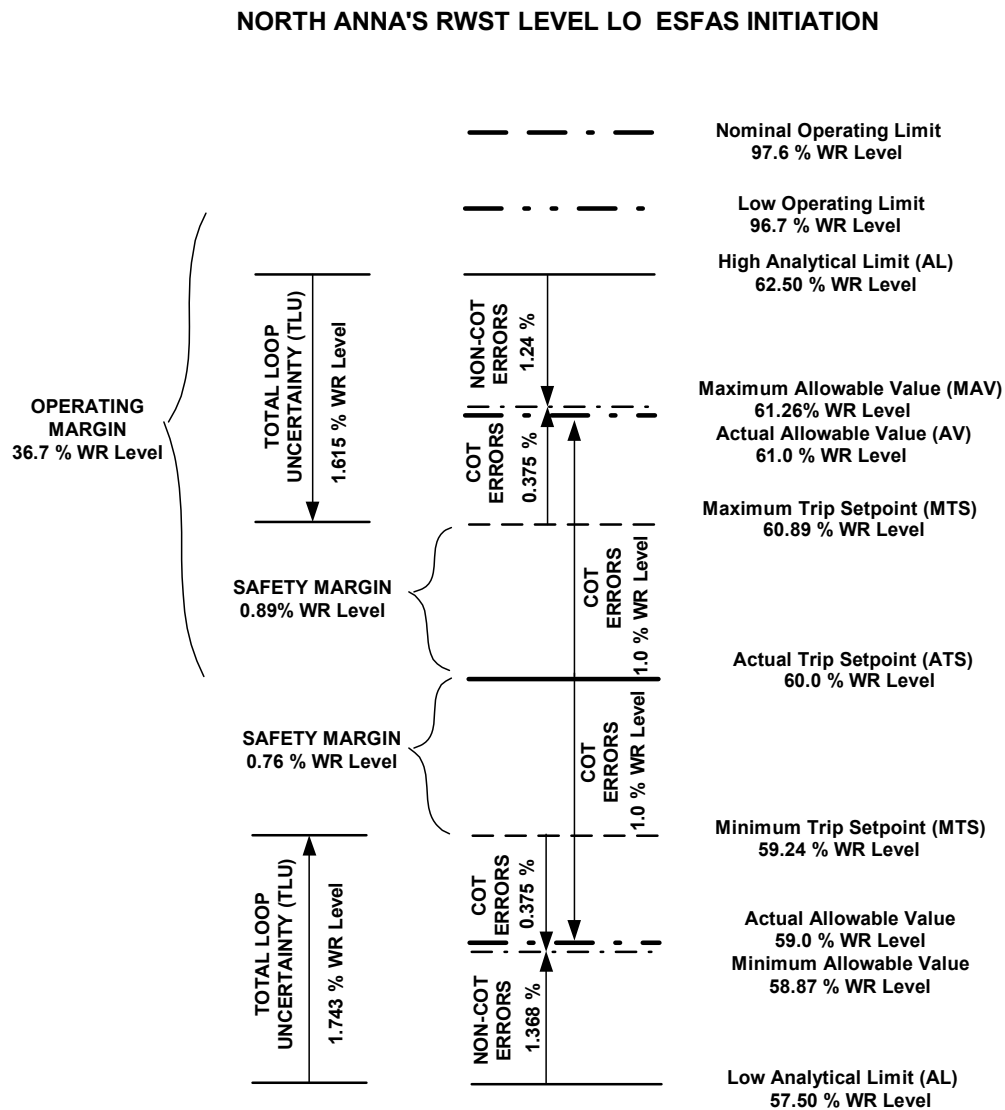 NORTH ANNA'S RWST LEVEL LO ESFAS INITIATION
Nominal Operating Limit
97.6 % WR Level
Low Operating Limit
96.7 % WR Level
High Analytical Limit (AL)
62.50 % WR Level
TOTAL LOOP
UNCERTAINTY (TLU)
1.615 % WR Level
NON-COT
ERRORS
1.24 %
OPERATING
MARGIN
36.7 % WR Level
Maximum Allowable Value (MAV)
61.26% WR Level
Actual Allowable Value (AV)
61.0 % WR Level
COT
ERRORS
0.375 %
Maximum Trip Setpoint (MTS)
60.89 % WR Level
SAFETY MARGIN
0.89% WR Level
COT
ERRORS
1.0 % WR Level
Actual Trip Setpoint (ATS)
60.0 % WR Level
SAFETY MARGIN
0.76 % WR Level
COT
ERRORS
1.0 % WR Level
Minimum Trip Setpoint (MTS)
59.24 % WR Level
TOTAL LOOP
UNCERTAINTY (TLU)
1.743 % WR Level
COT
ERRORS
0.375 %
Actual Allowable Value
59.0 % WR Level
Minimum Allowable Value
58.87 % WR Level
NON-COT
ERRORS
1.368 %
Low Analytical Limit (AL)
57.50 % WR Level